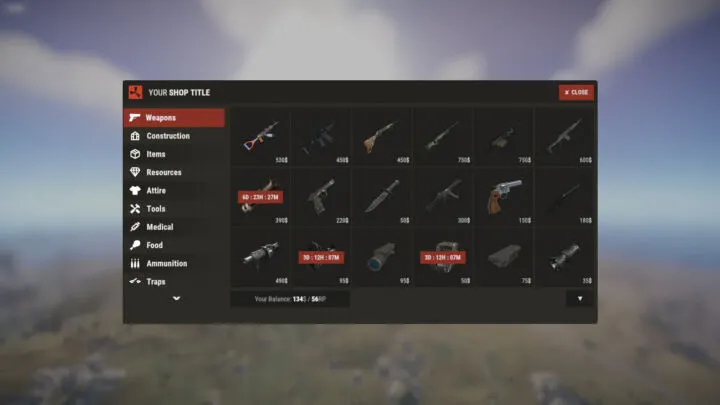 YOUR SHOP TITLE
X CLOSE
Weapons
Construction
Items
Resources
Attire
Tools
Medical
Food
Ammunition
Traps
530$
450$
450$
750$
750$
600$
6D : 23H : 27M
390$
220$
50$
300$
150$
180$
3D : 12H : 07M
3D : 12H : 07M
490$
95$
95$
50$
75$
35$
Your Balance: 134$ / 56RP